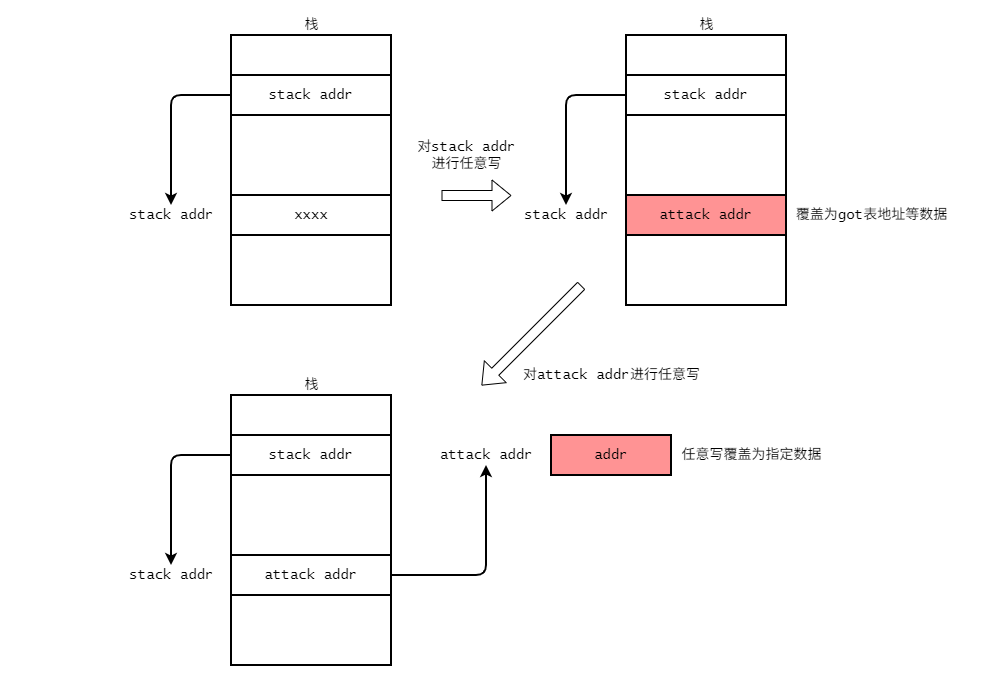 栈
stack addr
stack addr
xxxx
对stack addr
进行任意写
栈
stack addr
stack addr
attack addr
覆盖为got表地址等数据
对attack addr进行任意写
栈
stack addr
stack addr
attack addr
attack addr
addr
任意写覆盖为指定数据